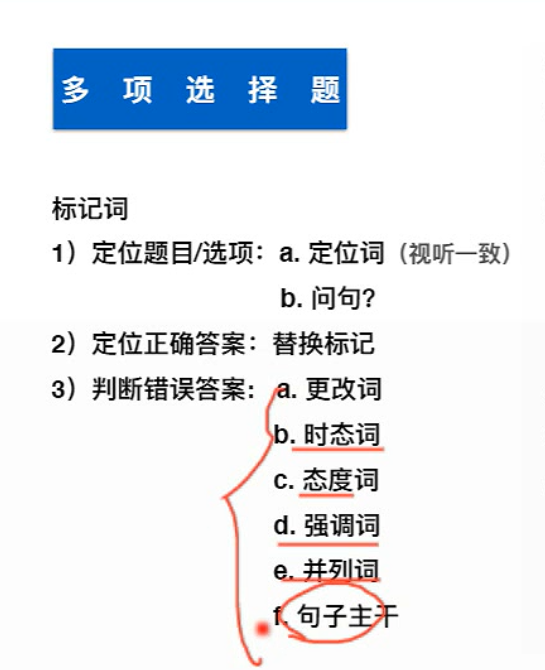 多项选择题
标记词
1）定位题目/选项：a. 定位词（视听一致）
b. 问句？
2）定位正确答案：替换标记
3）判断错误答案：a. 更改词
b. 时态词
c. 态度词
d. 强调词
e. 并列词
f. 句子主干